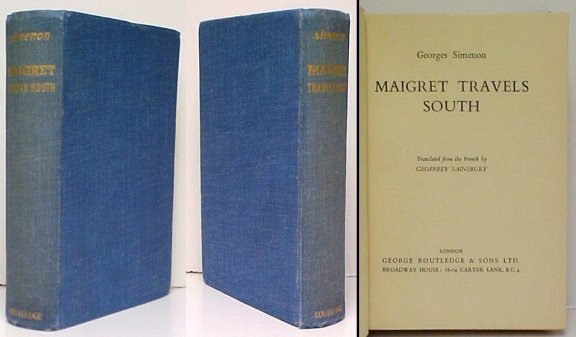 simenon
MAIGRET
TRAVELS SOUTH
ROUTLEDGE
simenon
MAIGRET
TRAVELS SOUTH
ROUTLEDGE
Georges Simenon
MAIGRET TRAVELS
SOUTH
Translated from the French by
GEOFFREY SAINSBURY
LONDON
GEORGE ROUTLEDGE & SONS LTD.
BROADWAY HOUSE: 68-74 CARTER LANE, E.C.4